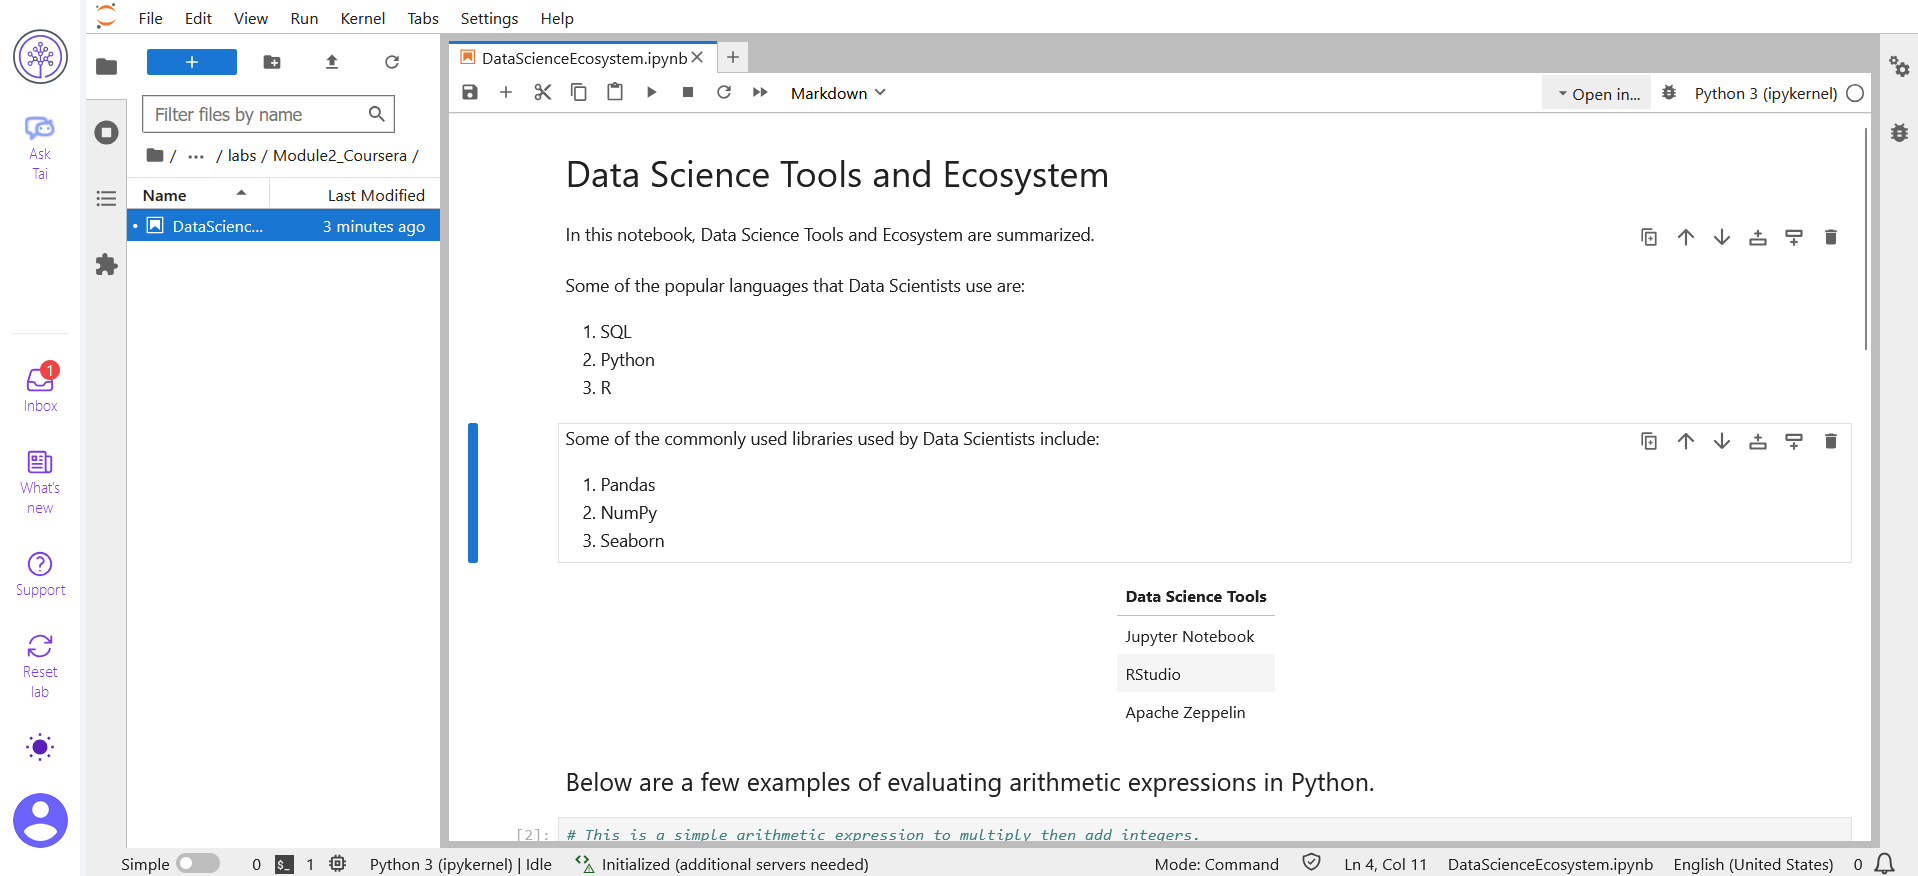 File Edit View Run Kernel Tabs Settings Help
Ask
Tai
1
Inbox
What's
new
Support
Reset
lab
Filter files by name
/ ... / labs / Module2_Coursera /
Name Last Modified
DataScienc... 3 minutes ago
DataScienceEcosystem.ipynb
Markdown
Open in...
Python 3 (ipykernel)
Data Science Tools and Ecosystem
In this notebook, Data Science Tools and Ecosystem are summarized.
Some of the popular languages that Data Scientists use are:
1. SQL
2. Python
3. R
Some of the commonly used libraries used by Data Scientists include:
1. Pandas
2. NumPy
3. Seaborn
Data Science Tools
Jupyter Notebook
RStudio
Apache Zeppelin
Below are a few examples of evaluating arithmetic expressions in Python.
[2]: # This is a simple arithmetic expression to multiply then add integers.
Simple 0 $_ 1 Python 3 (ipykernel) | Idle Initialized (additional servers needed) Mode: Command Ln 4, Col 11 DataScienceEcosystem.ipynb English (United States) 0